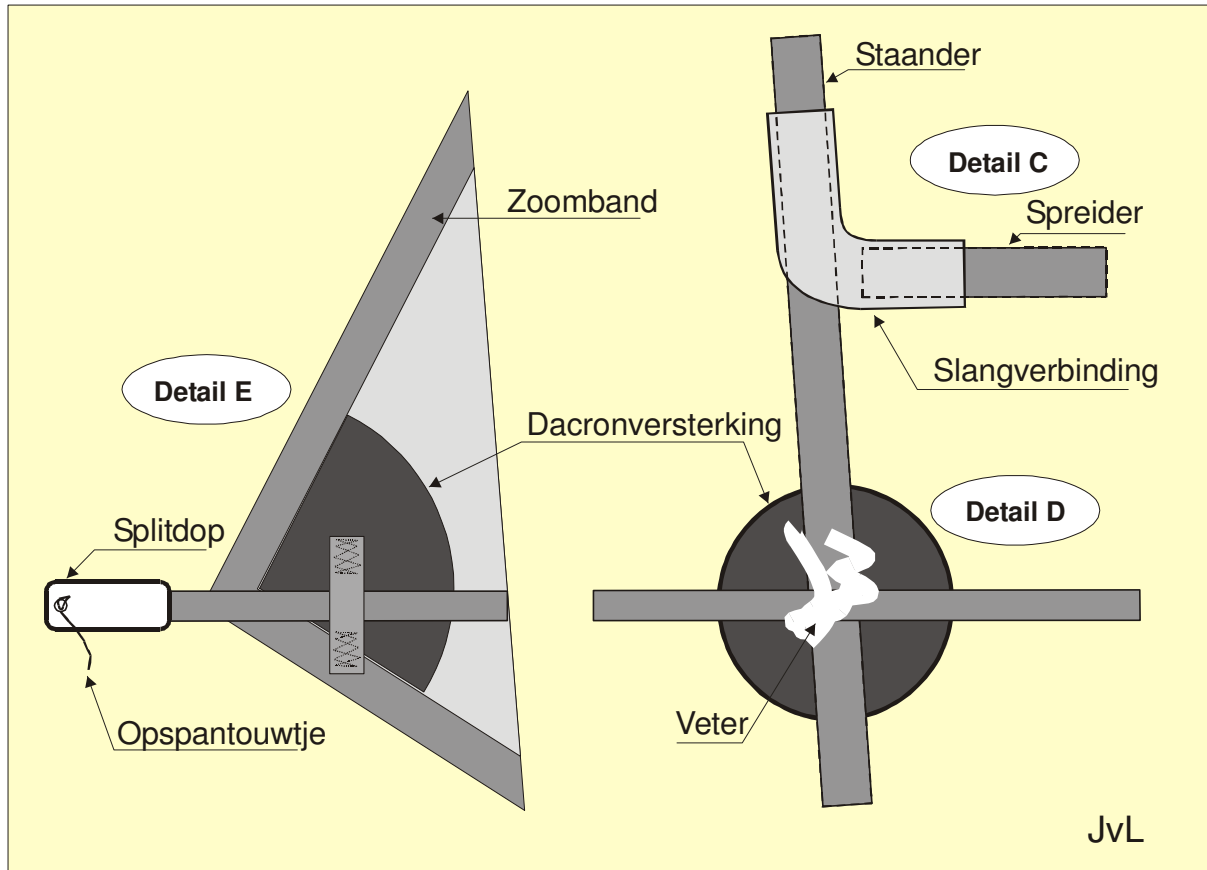 Staander
Detail C
Zoomband
Spreider
Slangverbinding
Detail E
Dacronversterking
Detail D
Splitdop
Veter
Opspantouwtje
JvL